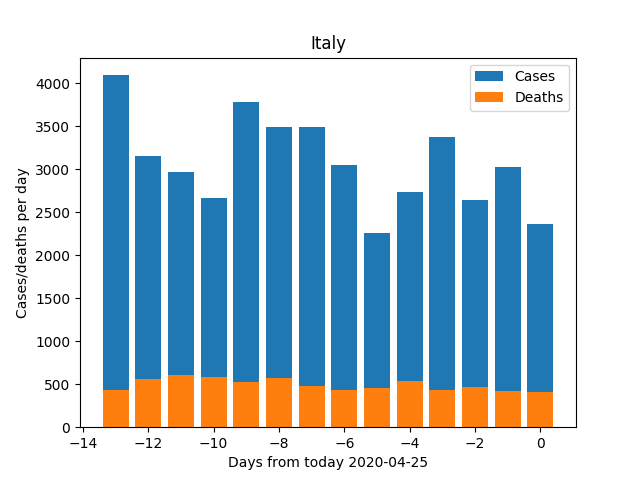 Italy
Cases
Deaths
Cases/deaths per day
4000
3500
3000
2500
2000
1500
1000
500
0
−14 −12 −10 −8 −6 −4 −2 0
Days from today 2020-04-25